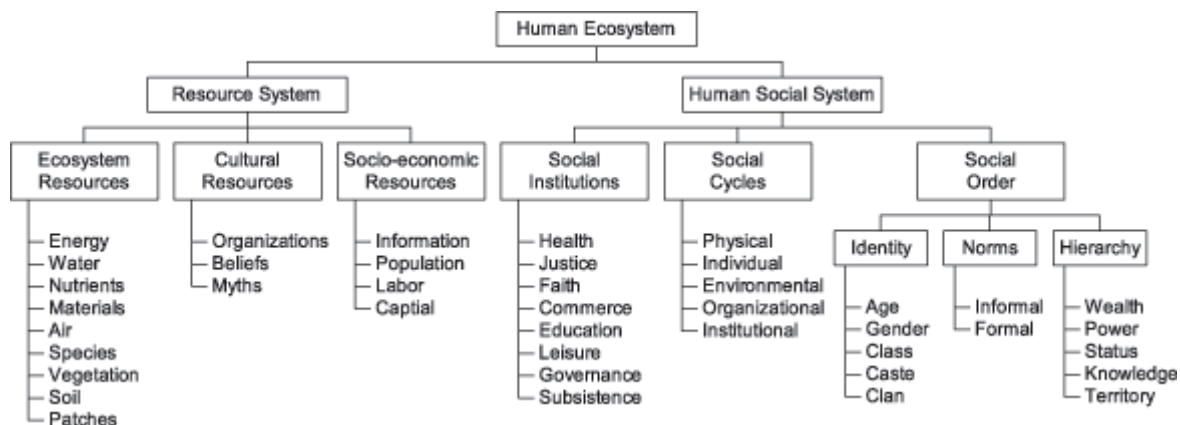 Human Ecosystem
Resource System
Human Social System
Ecosystem
Resources
Cultural
Resources
Socio-economic
Resources
Social
Institutions
Social
Cycles
Social
Order
Energy
Water
Nutrients
Materials
Air
Species
Vegetation
Soil
Patches
Organizations
Beliefs
Myths
Information
Population
Labor
Captial
Health
Justice
Faith
Commerce
Education
Leisure
Governance
Subsistence
Physical
Individual
Environmental
Organizational
Institutional
Identity
Age
Gender
Class
Caste
Clan
Norms
Informal
Formal
Hierarchy
Wealth
Power
Status
Knowledge
Territory